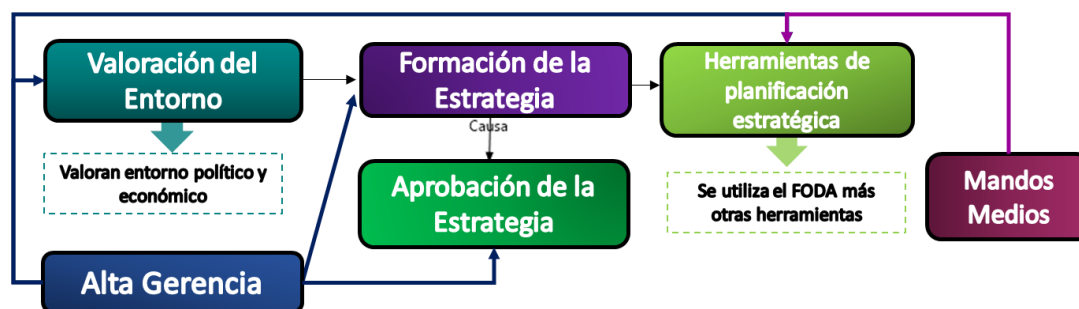 Valoración del
Entorno
Formación de la
Estrategia
Herramientas de
planificación
estratégica
Causa
Valoran entorno político y
económico
Aprobación de la
Estrategia
Se utiliza el FODA más
otras herramientas
Mandos
Medios
Alta Gerencia